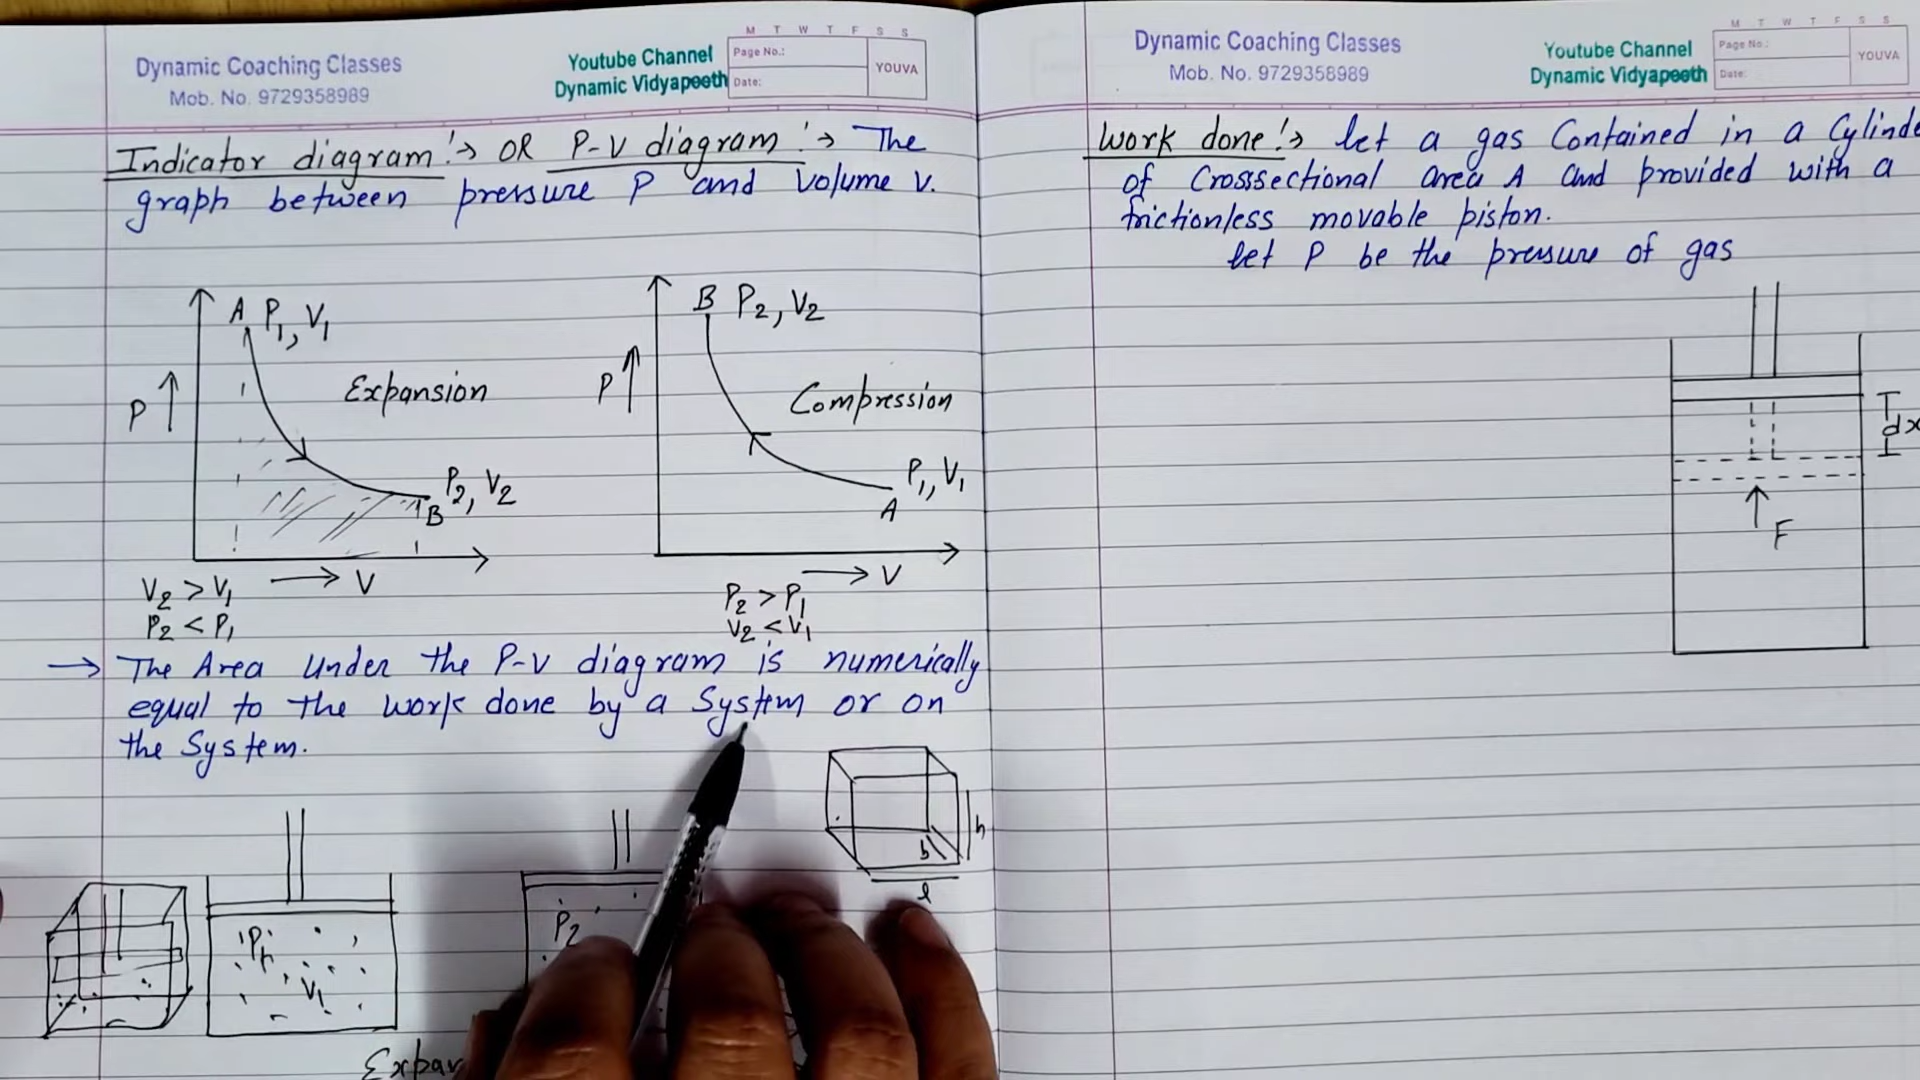 Dynamic Coaching Classes
Mob. No. 9729358989
Youtube Channel
Dynamic Vidyapeeth
M T W T F S S
Page No.:
Date:
YOUVA
Indicator diagram :→ OR P-V diagram :→ The
graph between pressure P and volume V.
A P₁, V₁
Expansion
P
P₂, V₂
B
V
V₂ > V₁
P₂ < P₁
B P₂, V₂
Compression
P
P₁, V₁
A
V
P₂ > P₁
V₂ < V₁
→ The Area under the P-V diagram is numerically
equal to the work done by a System or on
the System.
h
b
l
P₁
V₁
P₂
Dynamic Coaching Classes
Mob. No. 9729358989
Youtube Channel
Dynamic Vidyapeeth
M T W T F S S
Page No.:
Date:
YOUVA
Work done :→ let a gas Contained in a Cylinde
of Crosssectional area A and provided with a
frictionless movable piston.
let P be the pressure of gas
dx
F